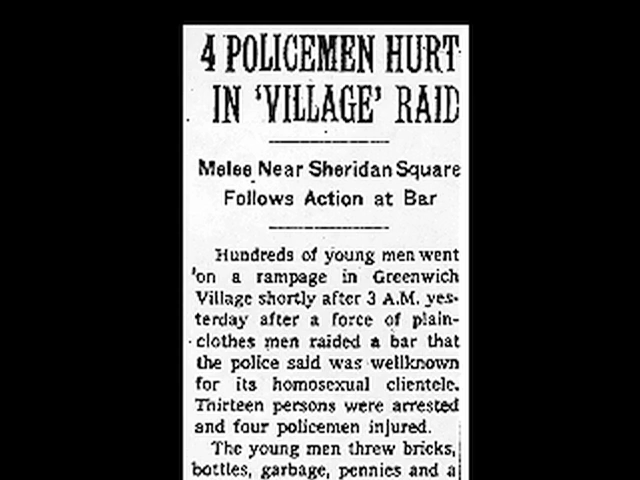 4 POLICEMEN HURT
IN ‘VILLAGE’ RAID
Melee Near Sheridan Square
Follows Action at Bar
Hundreds of young men went
on a rampage in Greenwich
Village shortly after 3 A.M. yes-
terday after a force of plain-
clothes men raided a bar that
the police said was wellknown
for its homosexual clientele.
Thirteen persons were arrested
and four policemen injured.
The young men threw bricks,
bottles, garbage, pennies and a